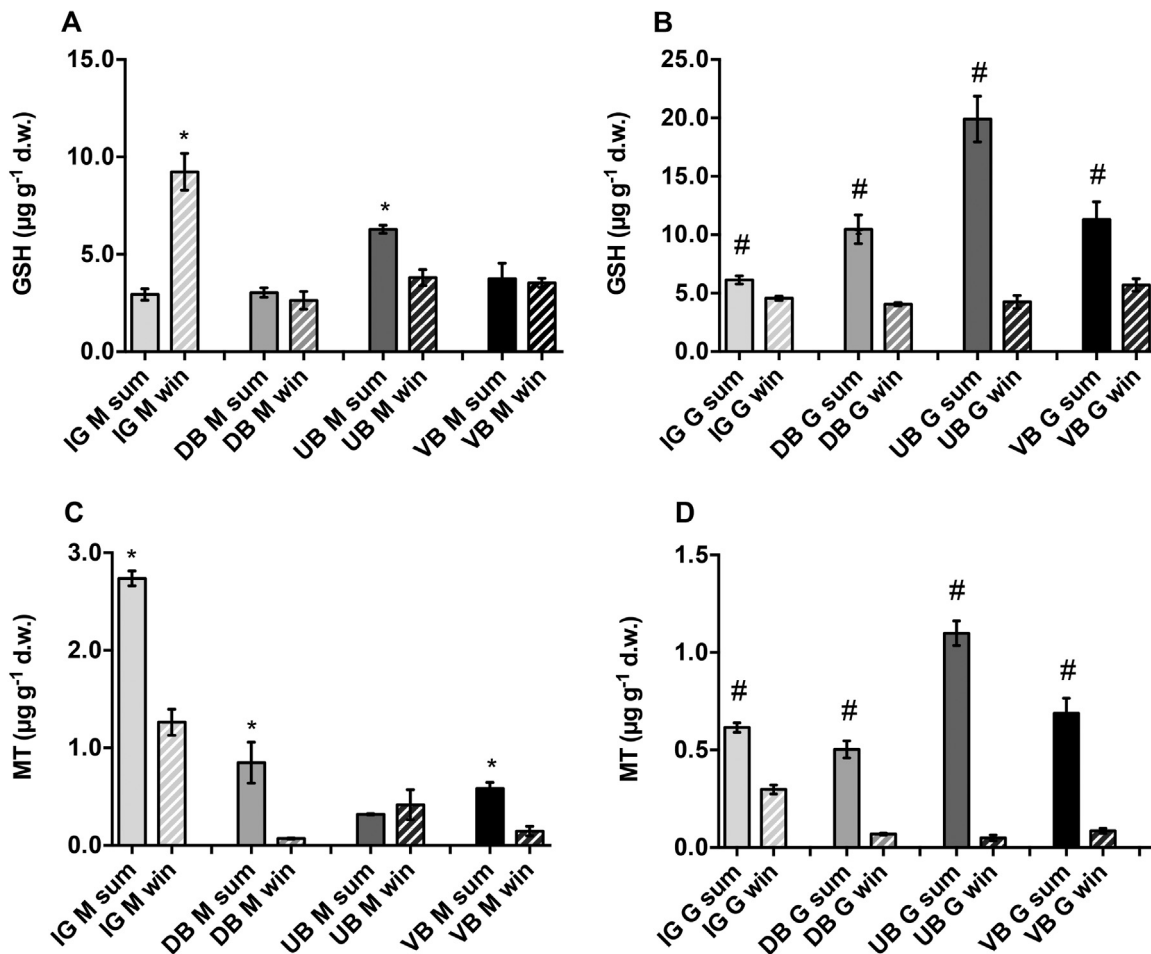 A
GSH (µg g⁻¹ d.w.)
15.0
10.0
5.0
0.0
*
*
IG M sum
IG M win
DB M sum
DB M win
UB M sum
UB M win
VB M sum
VB M win
B
GSH (µg g⁻¹ d.w.)
25.0
20.0
15.0
10.0
5.0
0.0
#
#
#
#
IG G sum
IG G win
DB G sum
DB G win
UB G sum
UB G win
VB G sum
VB G win
C
MT (µg g⁻¹ d.w.)
3.0
2.0
1.0
0.0
*
*
*
IG M sum
IG M win
DB M sum
DB M win
UB M sum
UB M win
VB M sum
VB M win
D
MT (µg g⁻¹ d.w.)
1.5
1.0
0.5
0.0
#
#
#
#
IG G sum
IG G win
DB G sum
DB G win
UB G sum
UB G win
VB G sum
VB G win